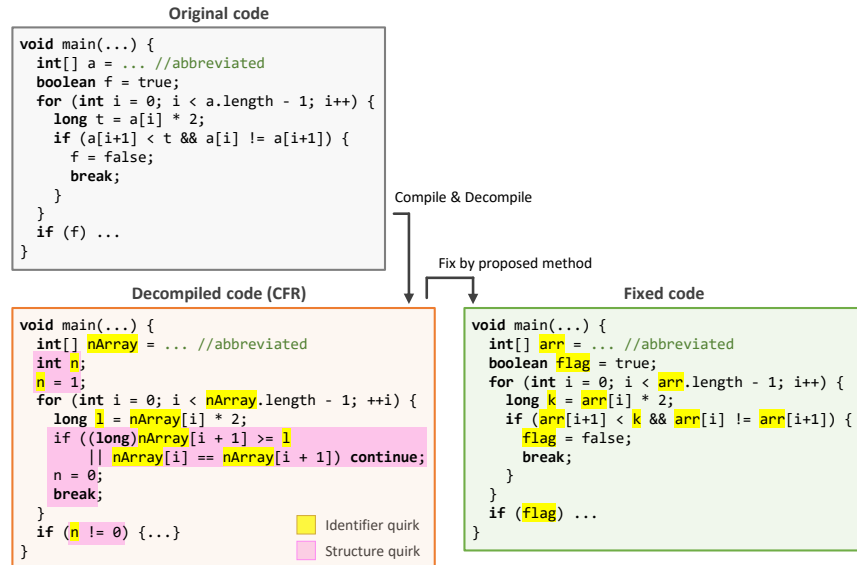 Original code
void main(...) {
  int[] a = ... //abbreviated
  boolean f = true;
  for (int i = 0; i < a.length - 1; i++) {
    long t = a[i] * 2;
    if (a[i+1] < t && a[i] != a[i+1]) {
      f = false;
      break;
    }
  }
  if (f) ...
}
Compile & Decompile
Fix by proposed method
Decompiled code (CFR)
void main(...) {
  int[] nArray = ... //abbreviated
  int n;
  n = 1;
  for (int i = 0; i < nArray.length - 1; ++i) {
    long l = nArray[i] * 2;
    if ((long)nArray[i + 1] >= l
        || nArray[i] == nArray[i + 1]) continue;
    n = 0;
    break;
  }
  if (n != 0) {...}
}
Identifier quirk
Structure quirk
Fixed code
void main(...) {
  int[] arr = ... //abbreviated
  boolean flag = true;
  for (int i = 0; i < arr.length - 1; i++) {
    long k = arr[i] * 2;
    if (arr[i+1] < k && arr[i] != arr[i+1]) {
      flag = false;
      break;
    }
  }
  if (flag) ...
}